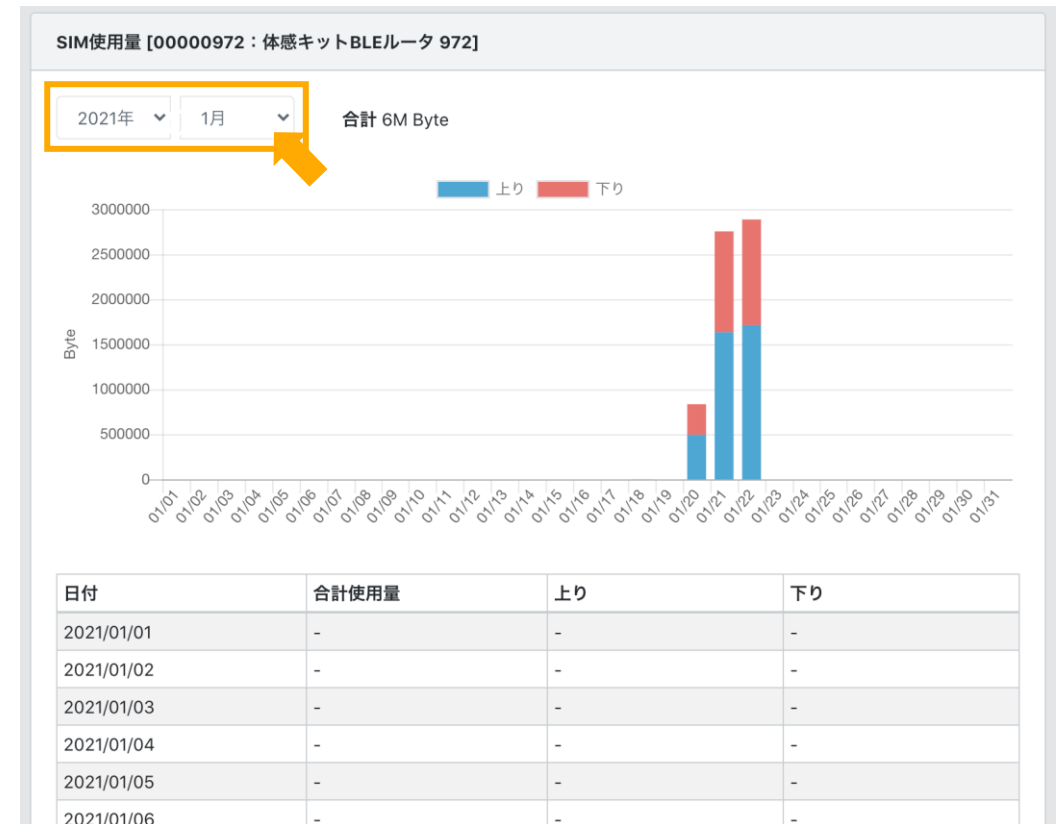 SIM使用量 [00000972：体感キットBLEルータ 972]
2021年 1月 合計 6M Byte
上り 下り
3000000
2500000
2000000
1500000
1000000
500000
0
Byte
01/01 01/02 01/03 01/04 01/05 01/06 01/07 01/08 01/09 01/10 01/11 01/12 01/13 01/14 01/15 01/16 01/17 01/18 01/19 01/20 01/21 01/22 01/23 01/24 01/25 01/26 01/27 01/28 01/29 01/30 01/31
日付 合計使用量 上り 下り
2021/01/01 - - -
2021/01/02 - - -
2021/01/03 - - -
2021/01/04 - - -
2021/01/05 - - -
2021/01/06 - - -